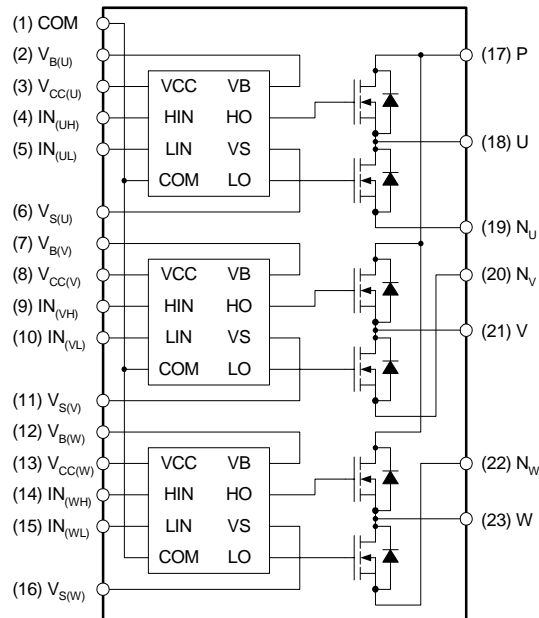 (1) COM
(2) V_B(U)
(3) V_CC(U)
(4) IN_(UH)
(5) IN_(UL)
(6) V_S(U)
(7) V_B(V)
(8) V_CC(V)
(9) IN_(VH)
(10) IN_(VL)
(11) V_S(V)
(12) V_B(W)
(13) V_CC(W)
(14) IN_(WH)
(15) IN_(WL)
(16) V_S(W)
VCC VB
HIN HO
LIN VS
COM LO
VCC VB
HIN HO
LIN VS
COM LO
VCC VB
HIN HO
LIN VS
COM LO
(17) P
(18) U
(19) N_U
(20) N_V
(21) V
(22) N_W
(23) W